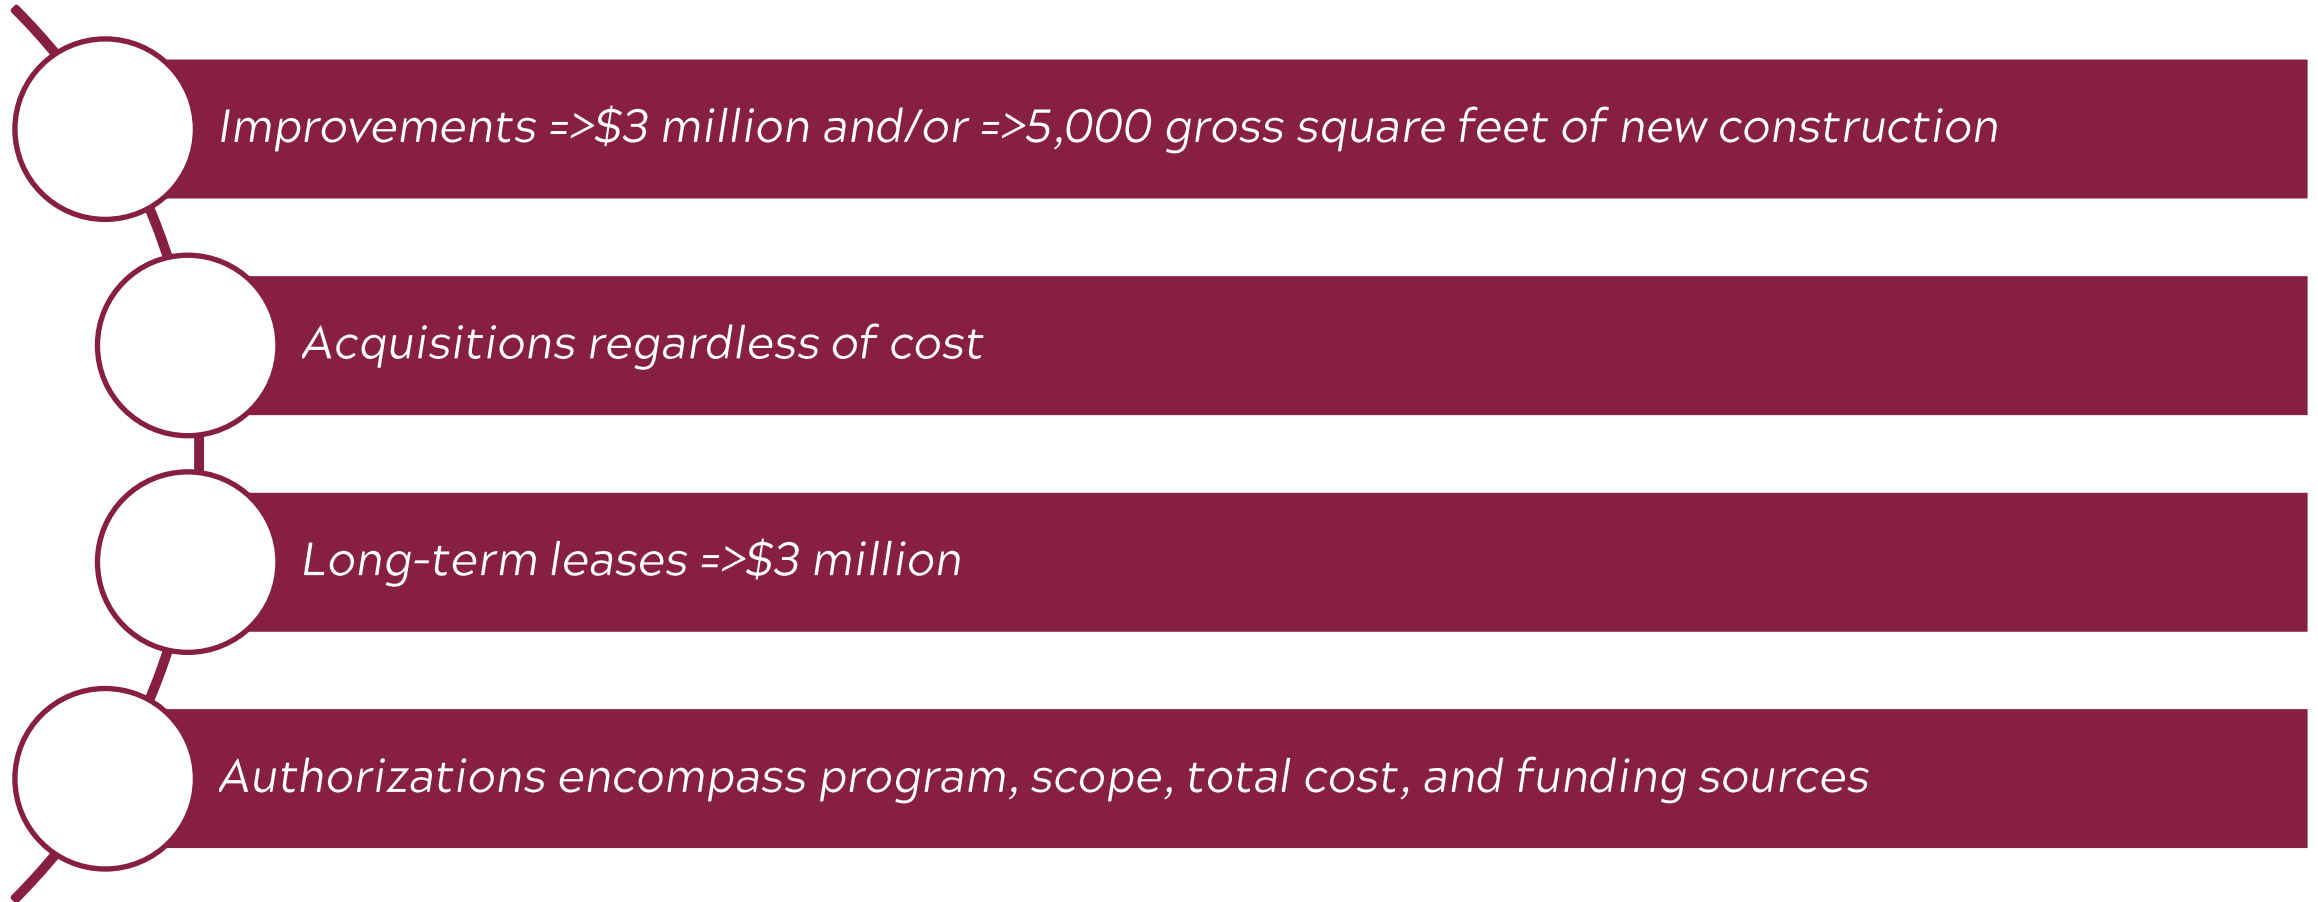 Improvements =>$3 million and/or =>5,000 gross square feet of new construction
Acquisitions regardless of cost
Long-term leases =>$3 million
Authorizations encompass program, scope, total cost, and funding sources